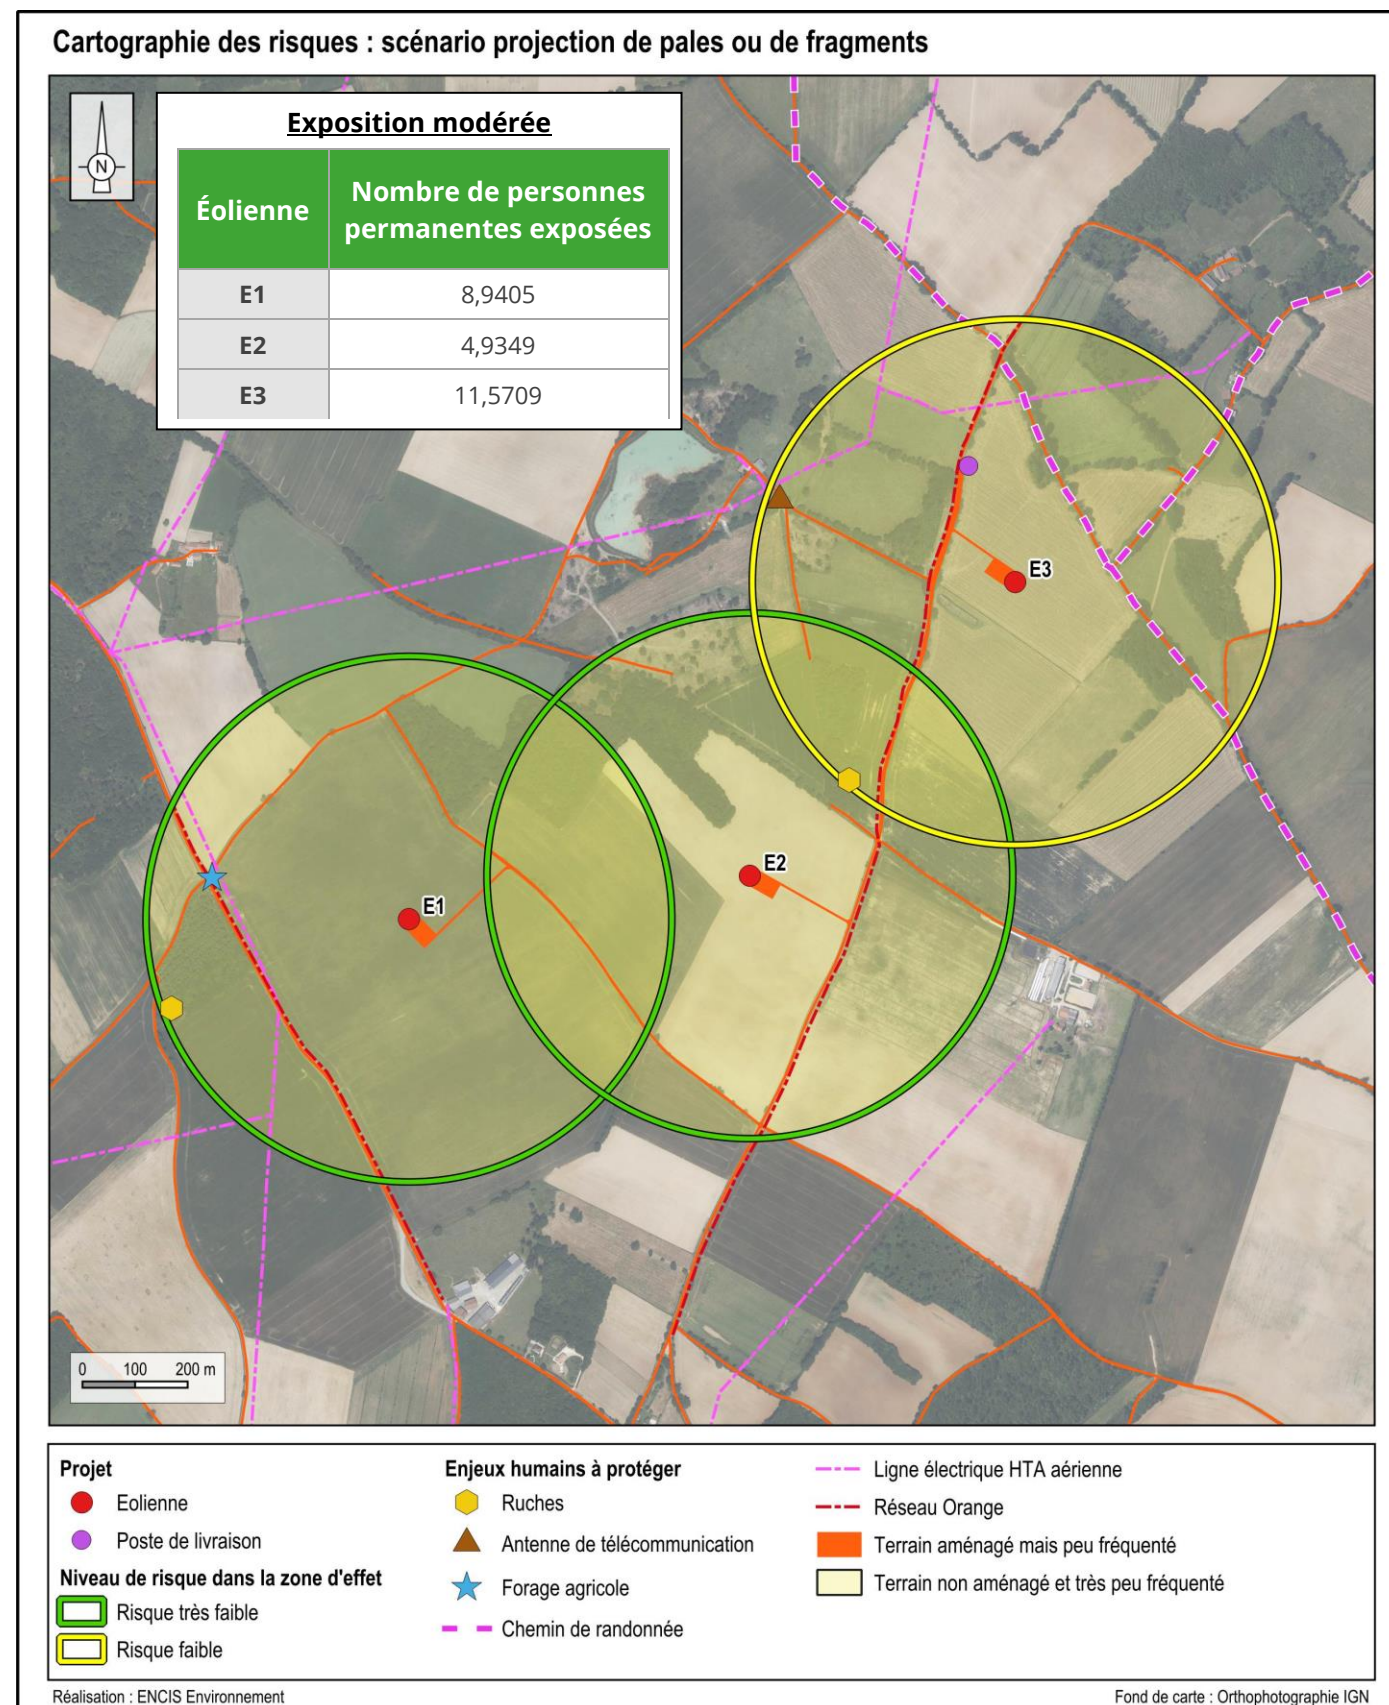 Cartographie des risques : scénario projection de pales ou de fragments
N
Exposition modérée
Éolienne
Nombre de personnes
permanentes exposées
E1
8,9405
E2
4,9349
E3
11,5709
E3
E2
E1
0 100 200 m
Projet
Eolienne
Poste de livraison
Niveau de risque dans la zone d'effet
Risque très faible
Risque faible
Enjeux humains à protéger
Ruches
Antenne de télécommunication
Forage agricole
Chemin de randonnée
Ligne électrique HTA aérienne
Réseau Orange
Terrain aménagé mais peu fréquenté
Terrain non aménagé et très peu fréquenté
Réalisation : ENCIS Environnement
Fond de carte : Orthophotographie IGN